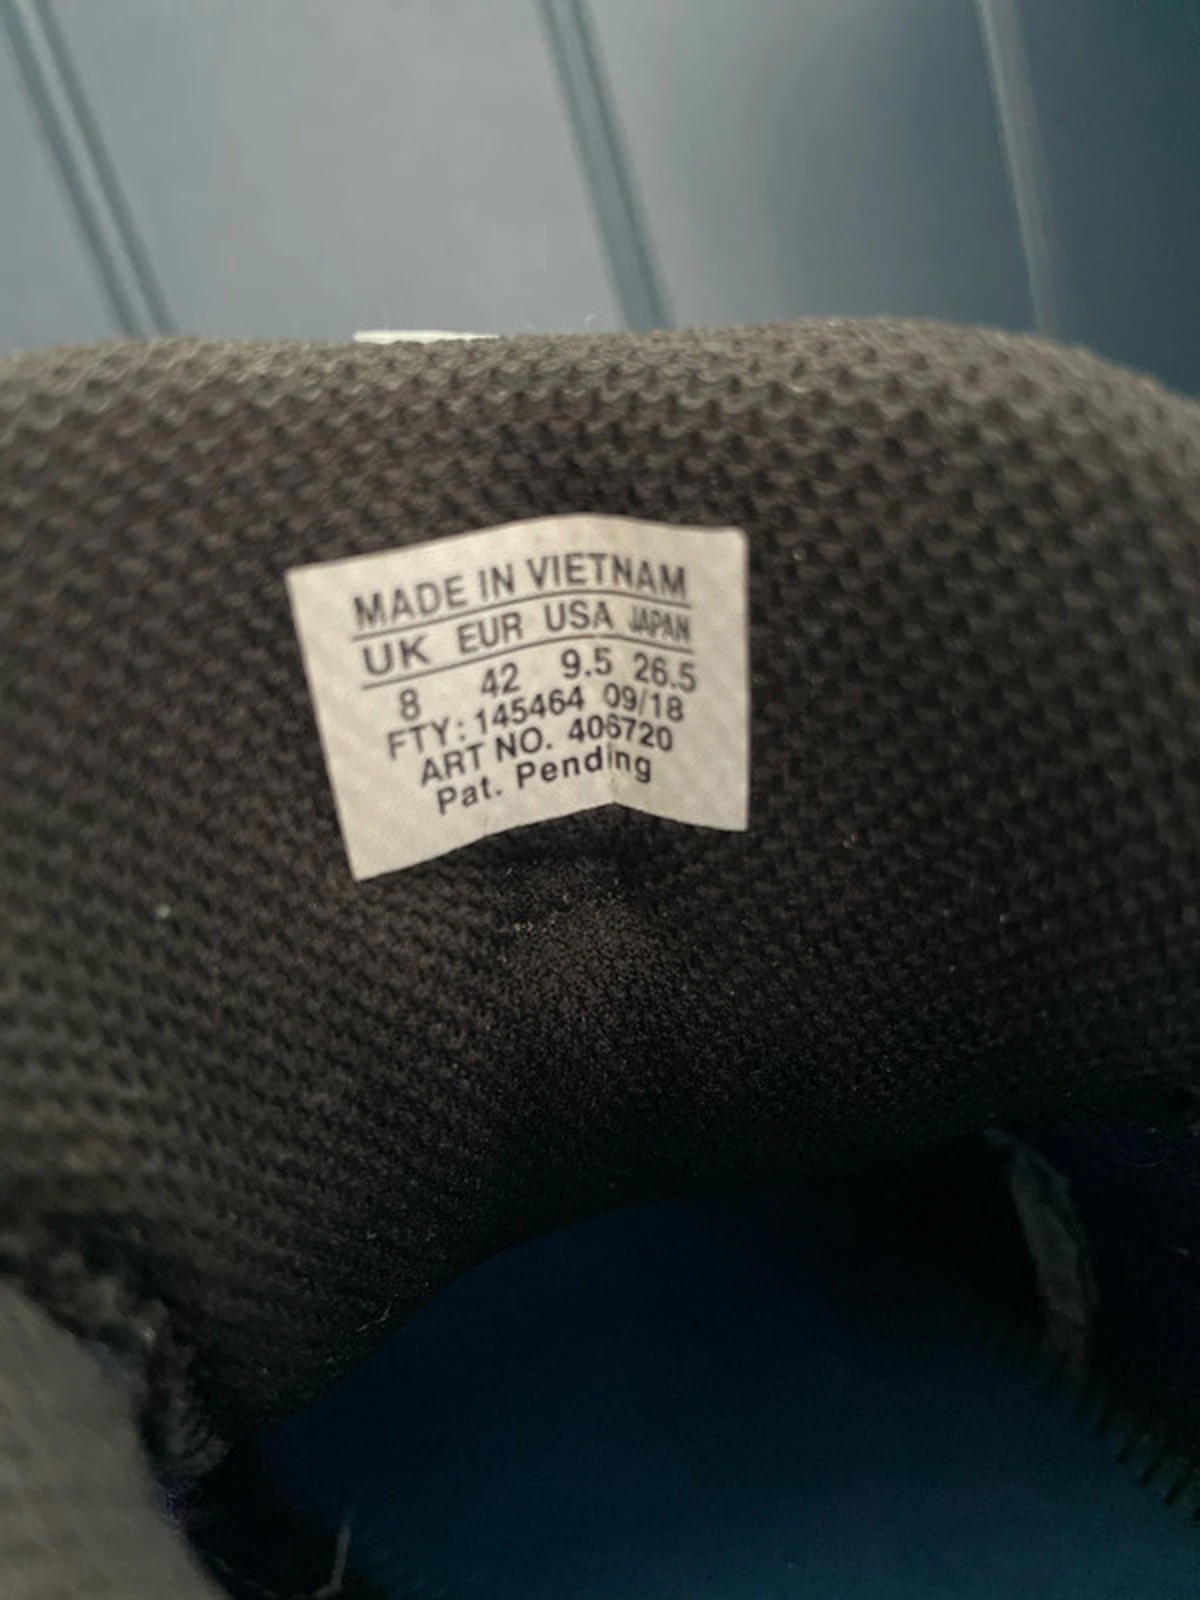 MADE IN VIETNAM
UK EUR USA JAPAN
8 42 9.5 26.5
FTY: 145464 09/18
ART NO. 406720
Pat. Pending